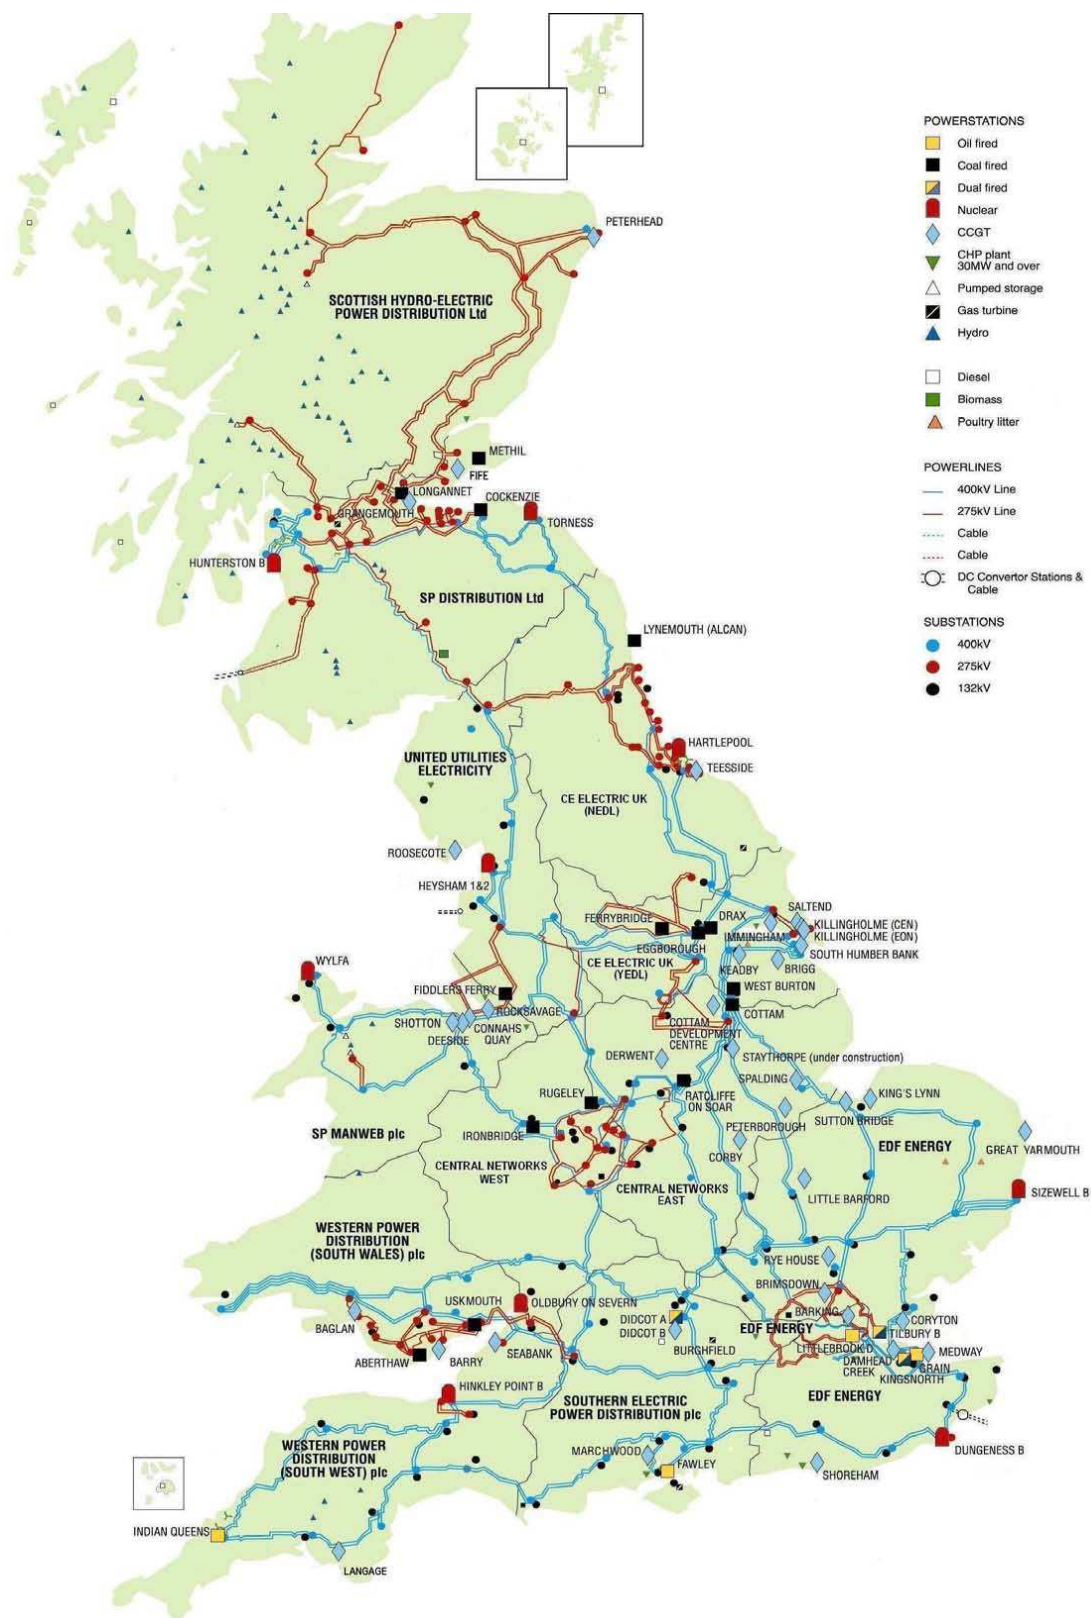 PETERHEAD
POWERSTATIONS
Oil fired
Coal fired
Dual fired
Nuclear
CCGT
CHP plant
30MW and over
Pumped storage
Gas turbine
Hydro
Diesel
Biomass
Poultry litter
POWERLINES
400kV Line
275kV Line
Cable
Cable
DC Convertor Stations &
Cable
SUBSTATIONS
400kV
275kV
132kV
SCOTTISH HYDRO-ELECTRIC
POWER DISTRIBUTION Ltd
METHIL
FIFE
LONGANNET
COCKENZIE
GRANGEMOUTH
TORNESS
HUNTERSTON B
SP DISTRIBUTION Ltd
LYNEMOUTH (ALCAN)
HARTLEPOOL
TEESSIDE
UNITED UTILITIES
ELECTRICITY
CE ELECTRIC UK
(NEDL)
ROOSECOTE
HEYSHAM 1&2
FERRYBRIDGE
DRAX
SALTEND
KILLINGHOLME (CEN)
KILLINGHOLME (EON)
IMMINGHAM
EGGBOROUGH
SOUTH HUMBER BANK
CE ELECTRIC UK
(YEDL)
KEADBY
BRIGG
WYLFA
FIDDLERS FERRY
WEST BURTON
ROCKSAVAGE
COTTAM
SHOTTON
CONNAHS
QUAY
DEESIDE
COTTAM
DEVELOPMENT
CENTRE
DERWENT
STAYTHORPE (under construction)
SPALDING
RUGELEY
RATCLIFFE
ON SOAR
KING'S LYNN
SUTTON BRIDGE
PETERBOROUGH
SP MANWEB plc
IRONBRIDGE
EDF ENERGY
GREAT YARMOUTH
CORBY
CENTRAL NETWORKS
WEST
CENTRAL NETWORKS
EAST
LITTLE BARFORD
SIZEWELL B
WESTERN POWER
DISTRIBUTION
(SOUTH WALES) plc
RYE HOUSE
BRIMSDOWN
USKMOUTH
OLDBURY ON SEVERN
BARKING
BAGLAN
DIDCOT A
DIDCOT B
EDF ENERGY
CORYTON
TILBURY B
LITTLEBROOK D
ABERTHAW
BARRY
SEABANK
BURGHFIELD
DAMHEAD
CREEK
MEDWAY
GRAIN
KINGSNORTH
HINKLEY POINT B
SOUTHERN ELECTRIC
POWER DISTRIBUTION plc
EDF ENERGY
WESTERN POWER
DISTRIBUTION
(SOUTH WEST) plc
MARCHWOOD
FAWLEY
DUNGENESS B
SHOREHAM
INDIAN QUEENS
LANGAGE